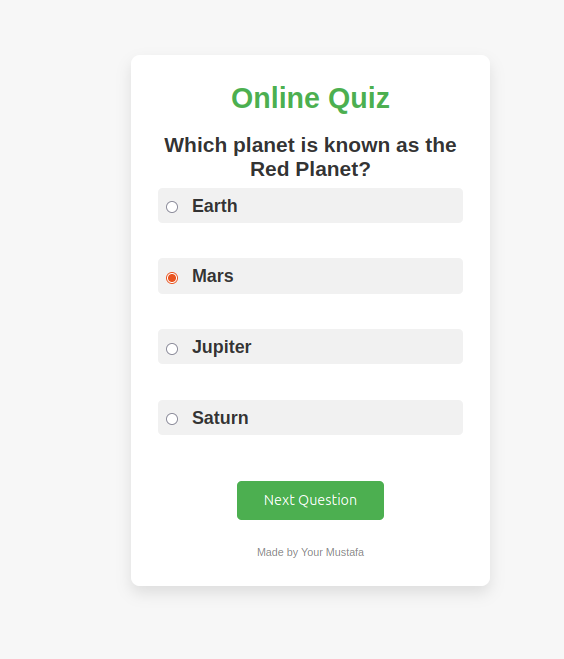 Online Quiz
Which planet is known as the
Red Planet?
Earth
Mars
Jupiter
Saturn
Next Question
Made by Your Mustafa